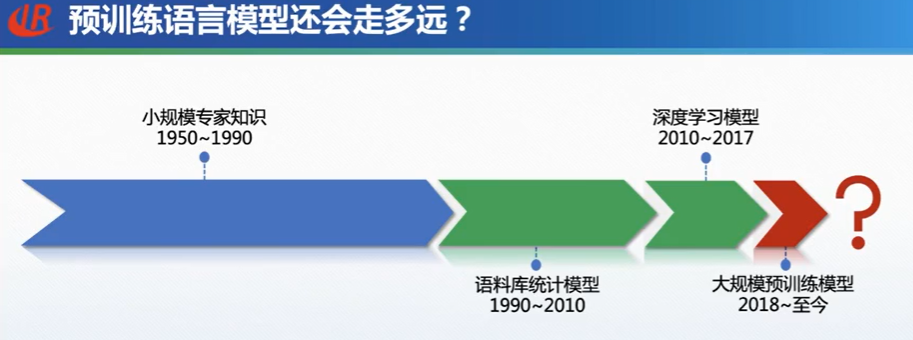 预训练语言模型还会走多远？
小规模专家知识
1950~1990
深度学习模型
2010~2017
?
语料库统计模型
1990~2010
大规模预训练模型
2018~至今